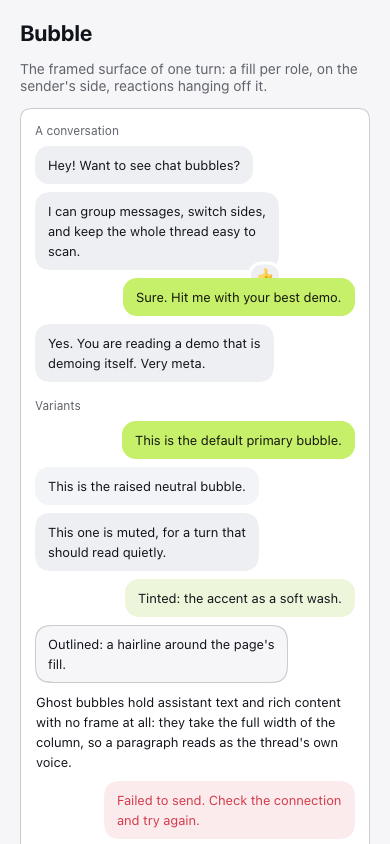 Bubble
The framed surface of one turn: a fill per role, on the
sender's side, reactions hanging off it.
A conversation
Hey! Want to see chat bubbles?
I can group messages, switch sides,
and keep the whole thread easy to
scan.
Sure. Hit me with your best demo.
Yes. You are reading a demo that is
demoing itself. Very meta.
Variants
This is the default primary bubble.
This is the raised neutral bubble.
This one is muted, for a turn that
should read quietly.
Tinted: the accent as a soft wash.
Outlined: a hairline around the page's
fill.
Ghost bubbles hold assistant text and rich content
with no frame at all: they take the full width of the
column, so a paragraph reads as the thread's own
voice.
Failed to send. Check the connection
and try again.